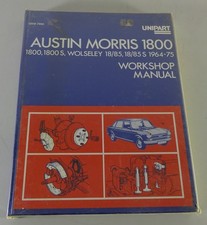 UNIPART
AUSTIN MORRIS 1800
1800, 1800 S, WOLSELEY 18/85, 18/85 S 1964-75
WORKSHOP
MANUAL